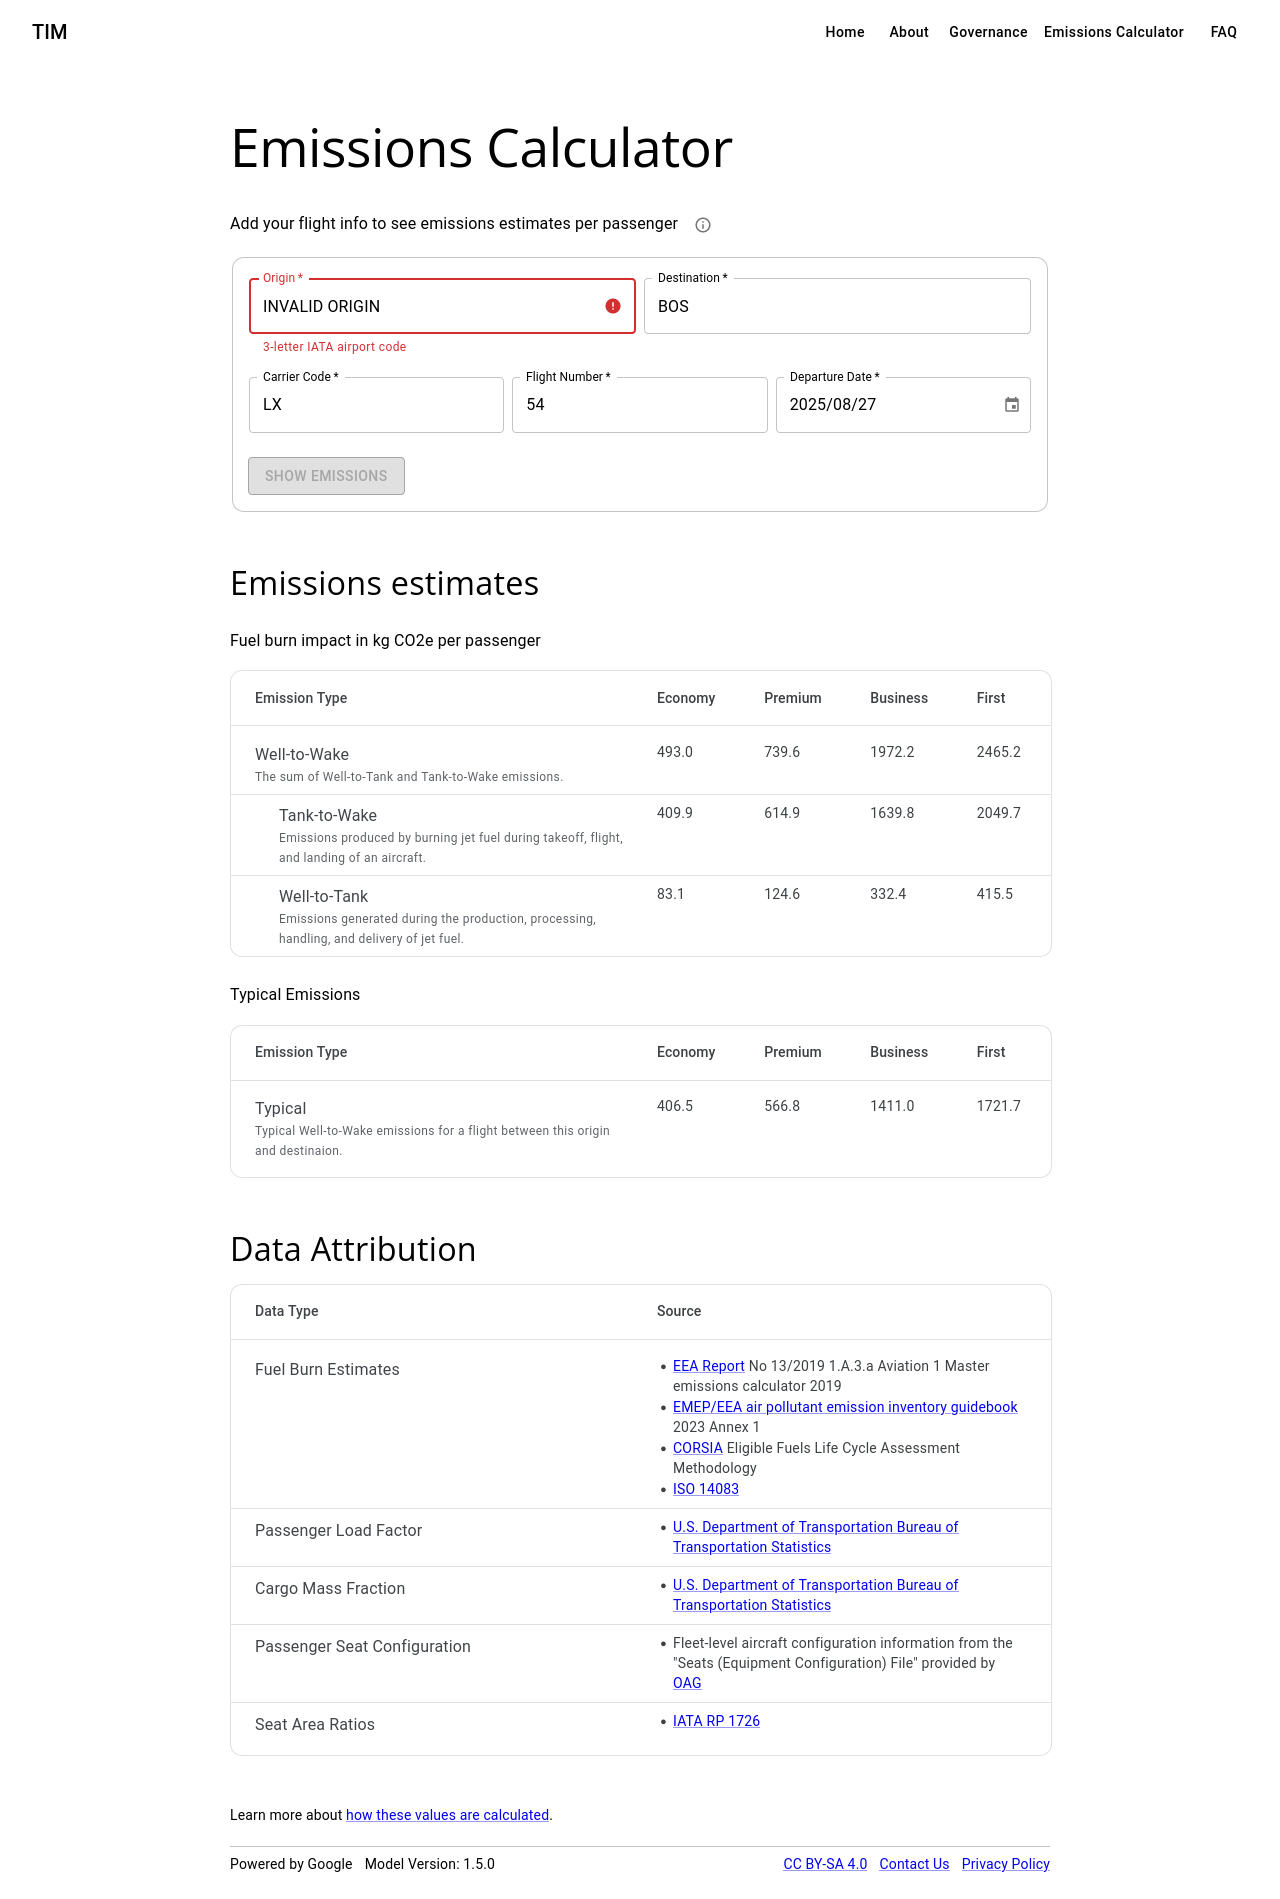 TIM
Home About Governance Emissions Calculator FAQ
Emissions Calculator
Add your flight info to see emissions estimates per passenger
Origin *
INVALID ORIGIN
3-letter IATA airport code
Destination *
BOS
Carrier Code *
LX
Flight Number *
54
Departure Date *
2025/08/27
SHOW EMISSIONS
Emissions estimates
Fuel burn impact in kg CO2e per passenger
Emission Type Economy Premium Business First
Well-to-Wake 493.0 739.6 1972.2 2465.2
The sum of Well-to-Tank and Tank-to-Wake emissions.
Tank-to-Wake 409.9 614.9 1639.8 2049.7
Emissions produced by burning jet fuel during takeoff, flight,
and landing of an aircraft.
Well-to-Tank 83.1 124.6 332.4 415.5
Emissions generated during the production, processing,
handling, and delivery of jet fuel.
Typical Emissions
Emission Type Economy Premium Business First
Typical 406.5 566.8 1411.0 1721.7
Typical Well-to-Wake emissions for a flight between this origin
and destinaion.
Data Attribution
Data Type Source
Fuel Burn Estimates
• EEA Report No 13/2019 1.A.3.a Aviation 1 Master
emissions calculator 2019
• EMEP/EEA air pollutant emission inventory guidebook
2023 Annex 1
• CORSIA Eligible Fuels Life Cycle Assessment
Methodology
• ISO 14083
Passenger Load Factor
• U.S. Department of Transportation Bureau of
Transportation Statistics
Cargo Mass Fraction
• U.S. Department of Transportation Bureau of
Transportation Statistics
Passenger Seat Configuration
• Fleet-level aircraft configuration information from the
"Seats (Equipment Configuration) File" provided by
OAG
Seat Area Ratios
• IATA RP 1726
Learn more about how these values are calculated.
Powered by Google Model Version: 1.5.0 CC BY-SA 4.0 Contact Us Privacy Policy